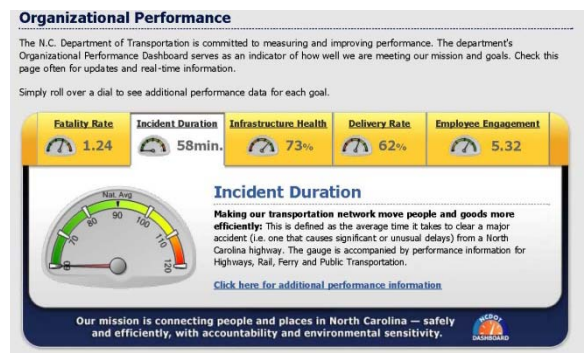 Organizational Performance
The N.C. Department of Transportation is committed to measuring and improving performance. The department's
Organizational Performance Dashboard serves as an indicator of how well we are meeting our mission and goals. Check this
page often for updates and real-time information.
Simply roll over a dial to see additional performance data for each goal.
Fatality Rate Incident Duration Infrastructure Health Delivery Rate Employee Engagement
1.24 58min. 73% 62% 5.32
Incident Duration
Making our transportation network move people and goods more
efficiently: This is defined as the average time it takes to clear a major
accident (i.e. one that causes significant or unusual delays) from a North
Carolina highway. The gauge is accompanied by performance information for
Highways, Rail, Ferry and Public Transportation.
Click here for additional performance information
Nat. Avg
60 70 80 90 100 110 120
Our mission is connecting people and places in North Carolina — safely
and efficiently, with accountability and environmental sensitivity.
NCDOT
DASHBOARD